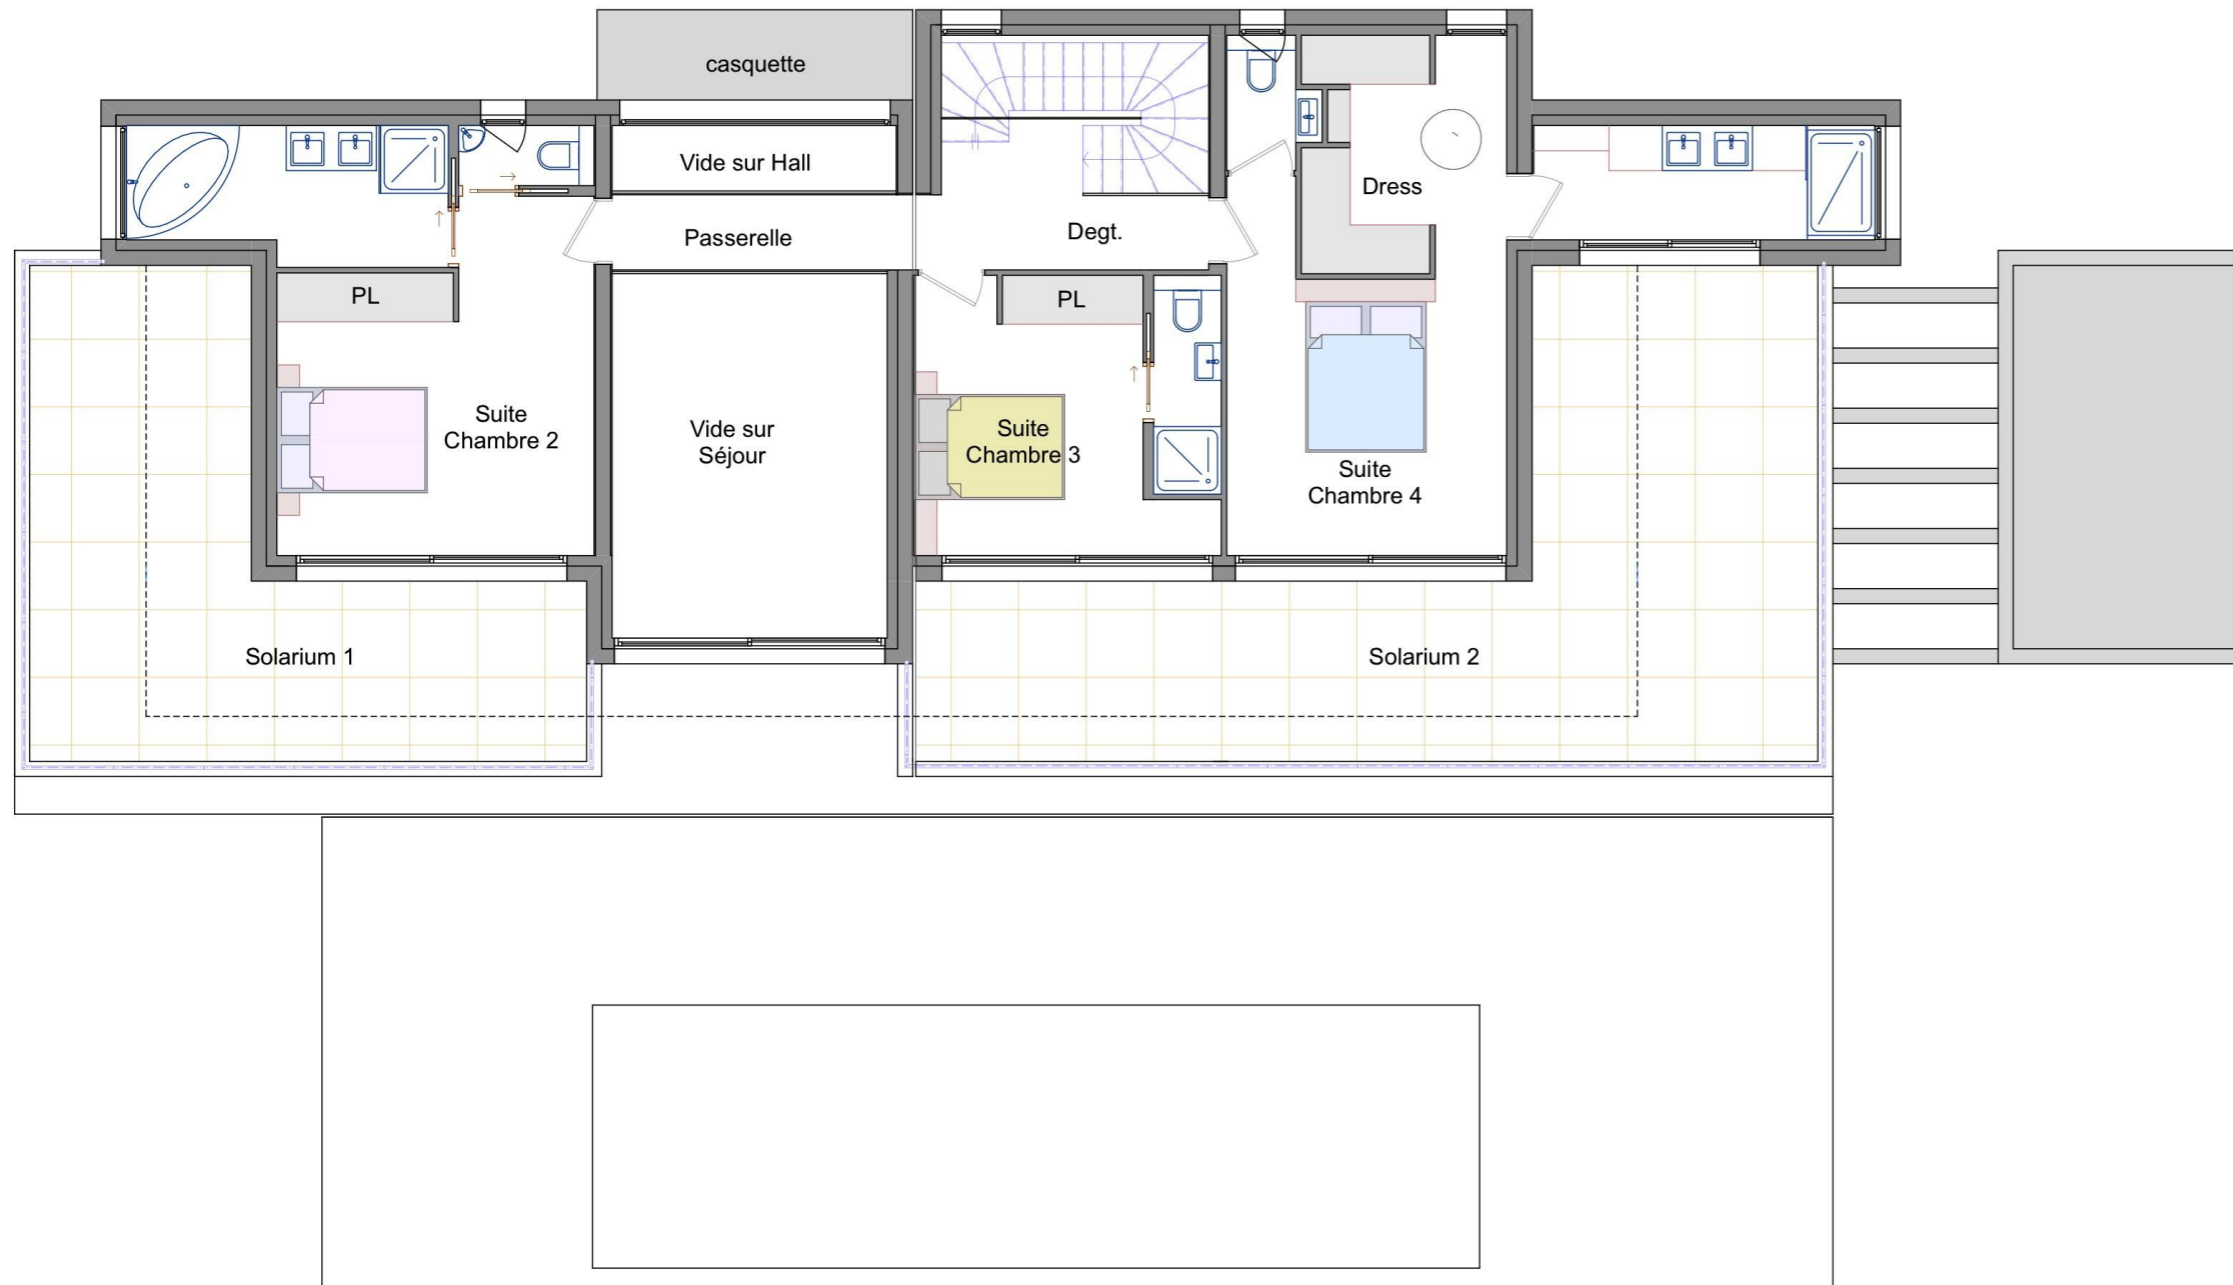 casquette
Vide sur Hall
Dress
Passerelle
Degt.
PL
PL
Suite
Chambre 2
Vide sur
Séjour
Suite
Chambre 3
Suite
Chambre 4
Solarium 1
Solarium 2